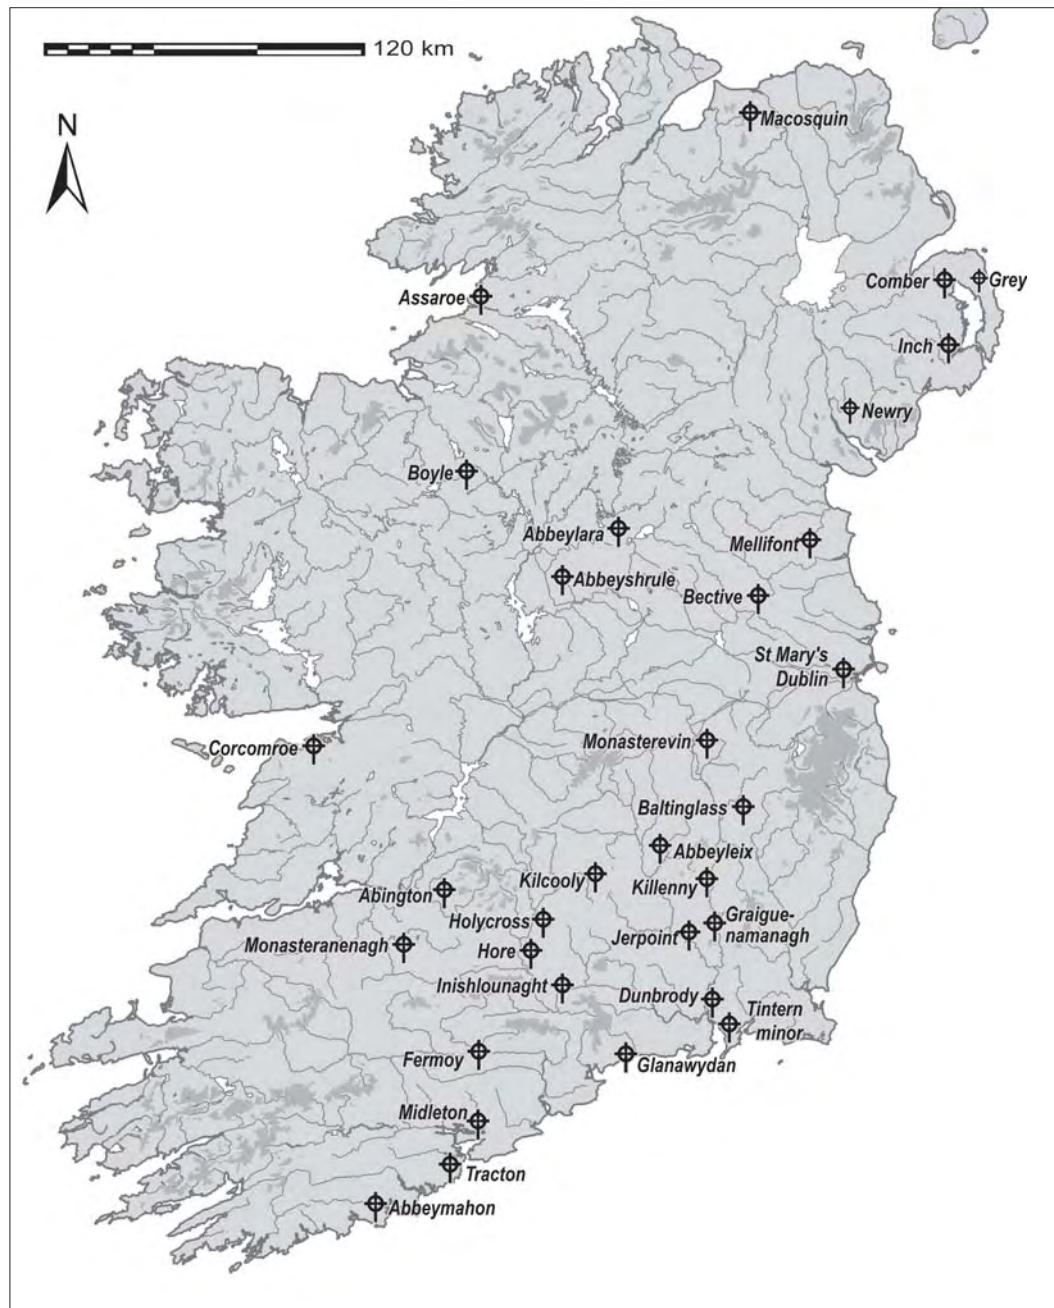 120 km
N
Macosquin
Comber
Grey
Assaroe
Inch
Newry
Boyle
Abbeylara
Mellifont
Abbeyshrule
Bective
St Mary's
Dublin
Corcomroe
Monasterevin
Baltinglass
Abbeyleix
Kilcooly
Killenny
Abington
Holycross
Graigue-
namanagh
Jerpoint
Monasteranenagh
Hore
Inishlounaght
Dunbrody
Tintern
minor
Fermoy
Glanawydan
Midleton
Tracton
Abbeymahon